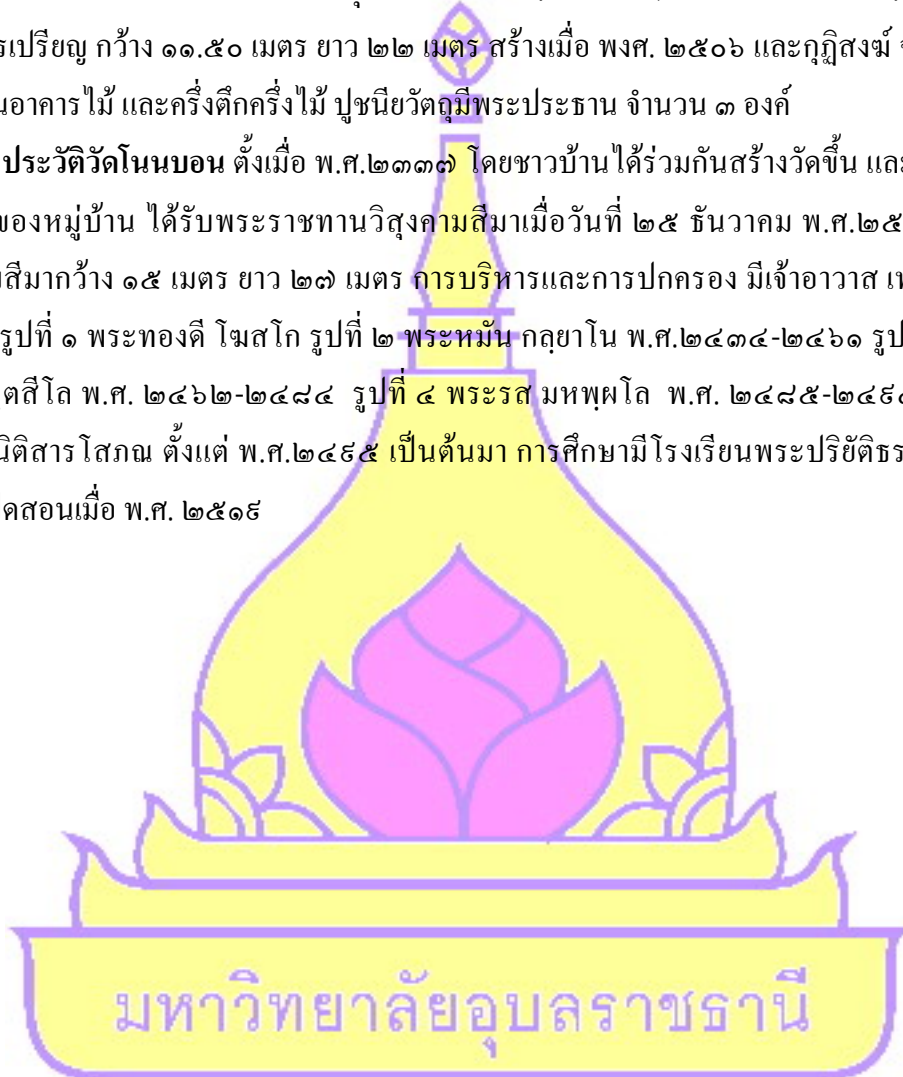 รเปรียญ กว้าง ๑๑.๕๐ เมตร ยาว ๒๒ เมตร สร้างเมื่อ พงศ. ๒๕๐๖ และกุฏิสงฆ์
นอาคารไม้ และครึ่งตึกครึ่งไม้ ปูชนียวัตถุมีพระประธาน จำนวน ๓ องค์
ประวัติวัดโนนบอน ตั้งเมื่อ พ.ศ.๒๓๓๗ โดยชาวบ้านได้ร่วมกันสร้างวัดขึ้น และ
ของหมู่บ้าน ได้รับพระราชทานวิสุงคามสีมาเมื่อวันที่ ๒๕ ธันวาคม พ.ศ.๒๕
สีมากว้าง ๑๕ เมตร ยาว ๒๗ เมตร การบริหารและการปกครอง มีเจ้าอาวาส เท
รูปที่ ๑ พระทองดี โฆสโก รูปที่ ๒ พระหมัน กลฺยาโน พ.ศ.๒๔๓๔-๒๔๖๑ รูป
ตสีโล พ.ศ. ๒๔๖๒-๒๔๘๔ รูปที่ ๔ พระรส มหพฺผโล พ.ศ. ๒๔๘๕-๒๔๙
นิติสารโสภณ ตั้งแต่ พ.ศ.๒๔๙๕ เป็นต้นมา การศึกษามีโรงเรียนพระปริยัติธร
ดสอนเมื่อ พ.ศ. ๒๕๑๙
มหาวิทยาลัยอุบลราชธานี